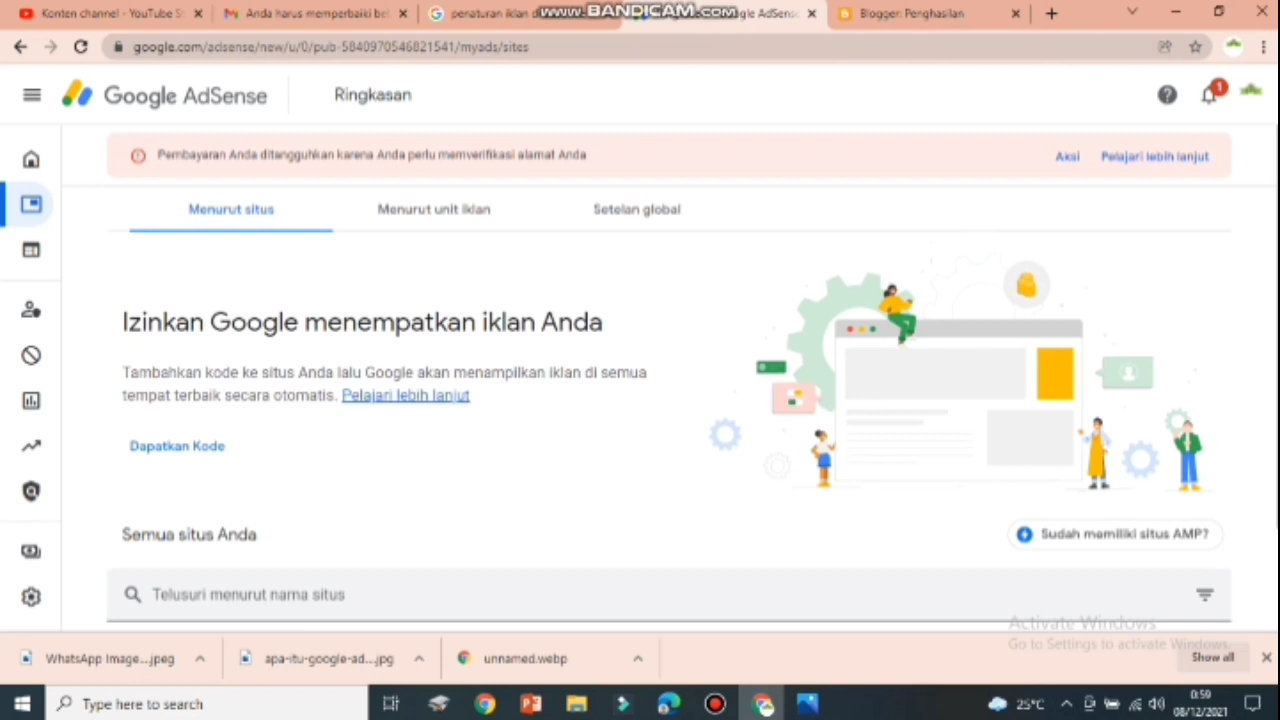 Konten channel - YouTube S
Anda harus memperbaiki be
penaturan iklan d
www.BANDICAM.com
gle AdSens
Blogger: Penghasilan
google.com/adsense/new/u/0/pub-5840970546821541/myads/sites
Google AdSense
Ringkasan
1
Pembayaran Anda ditangguhkan karena Anda perlu memverifikasi alamat Anda
Aksi
Pelajari lebih lanjut
Menurut situs
Menurut unit iklan
Setelan global
Izinkan Google menempatkan iklan Anda
Tambahkan kode ke situs Anda lalu Google akan menampilkan iklan di semua
tempat terbaik secara otomatis. Pelajari lebih lanjut
Dapatkan Kode
Semua situs Anda
Sudah memiliki situs AMP?
Telusuri menurut nama situs
Activate Windows
Go to Settings to activate Windows.
WhatsApp Image....jpeg
apa-itu-google-ad....jpg
unnamed.webp
Show all
Type here to search
25°C
0:59
08/12/2021